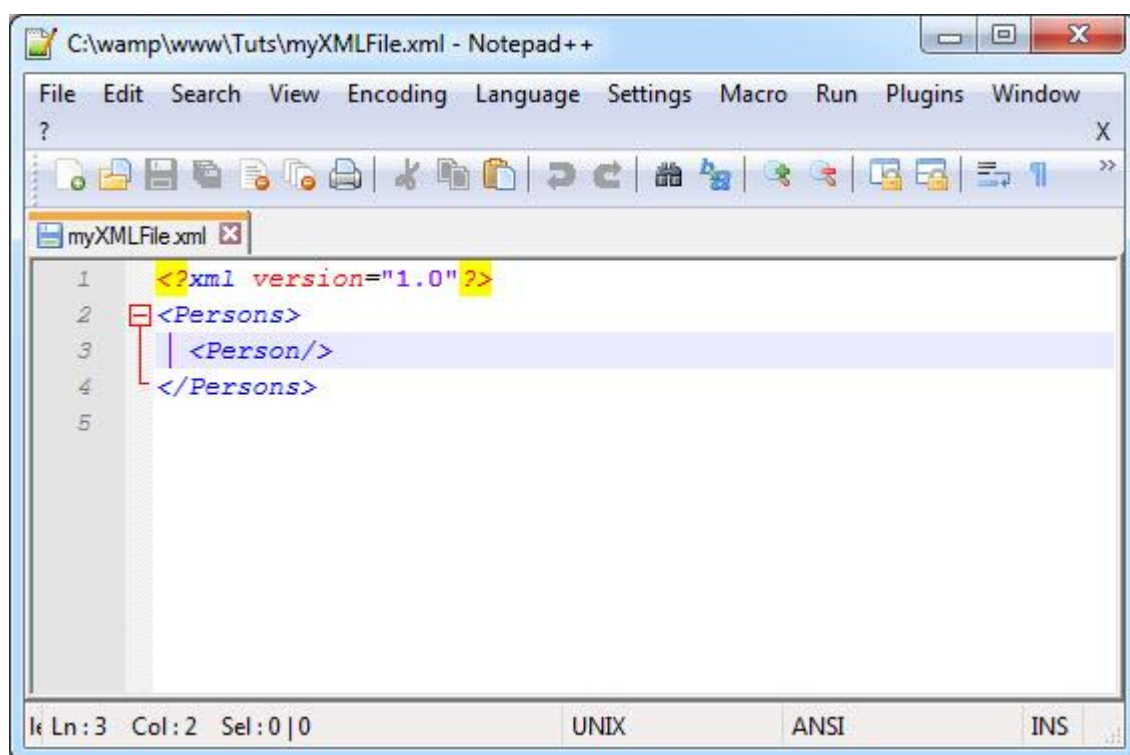 C:\wamp\www\Tuts\myXMLFile.xml - Notepad++
File Edit Search View Encoding Language Settings Macro Run Plugins Window
? X
myXMLFile.xml
1 <?xml version="1.0"?>
2 <Persons>
3 <Person/>
4 </Persons>
5
Ln:3 Col:2 Sel:0|0 UNIX ANSI INS